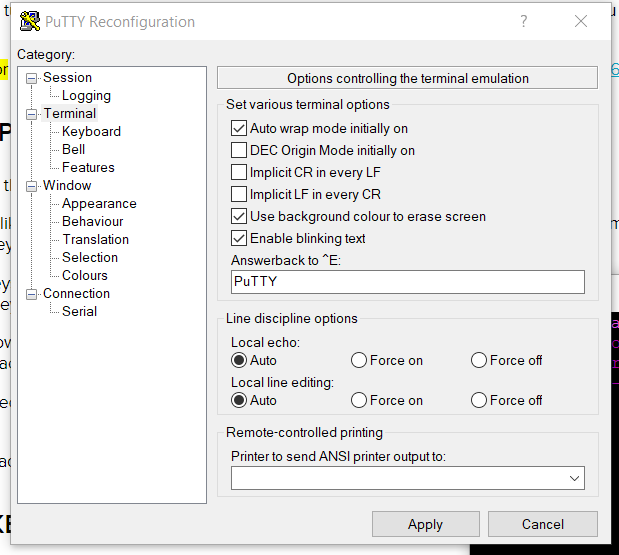 PuTTY Reconfiguration
Category:
Session
Logging
Terminal
Keyboard
Bell
Features
Window
Appearance
Behaviour
Translation
Selection
Colours
Connection
Serial
Options controlling the terminal emulation
Set various terminal options
Auto wrap mode initially on
DEC Origin Mode initially on
Implicit CR in every LF
Implicit LF in every CR
Use background colour to erase screen
Enable blinking text
Answerback to ^E:
PuTTY
Line discipline options
Local echo:
Auto Force on Force off
Local line editing:
Auto Force on Force off
Remote-controlled printing
Printer to send ANSI printer output to:
Apply Cancel